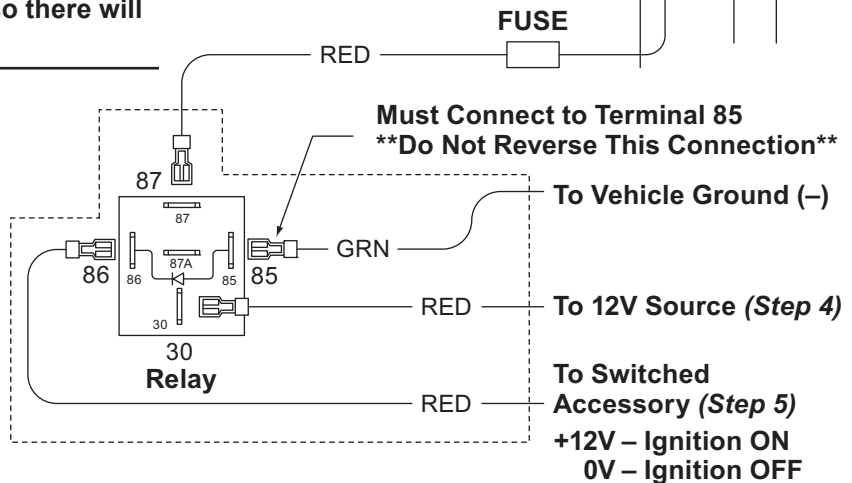 so there will
FUSE
RED
Must Connect to Terminal 85
**Do Not Reverse This Connection**
87
87
To Vehicle Ground (–)
GRN
87A
86
86
85
85
RED
To 12V Source (Step 4)
30
30
Relay
To Switched
RED
Accessory (Step 5)
+12V – Ignition ON
0V – Ignition OFF